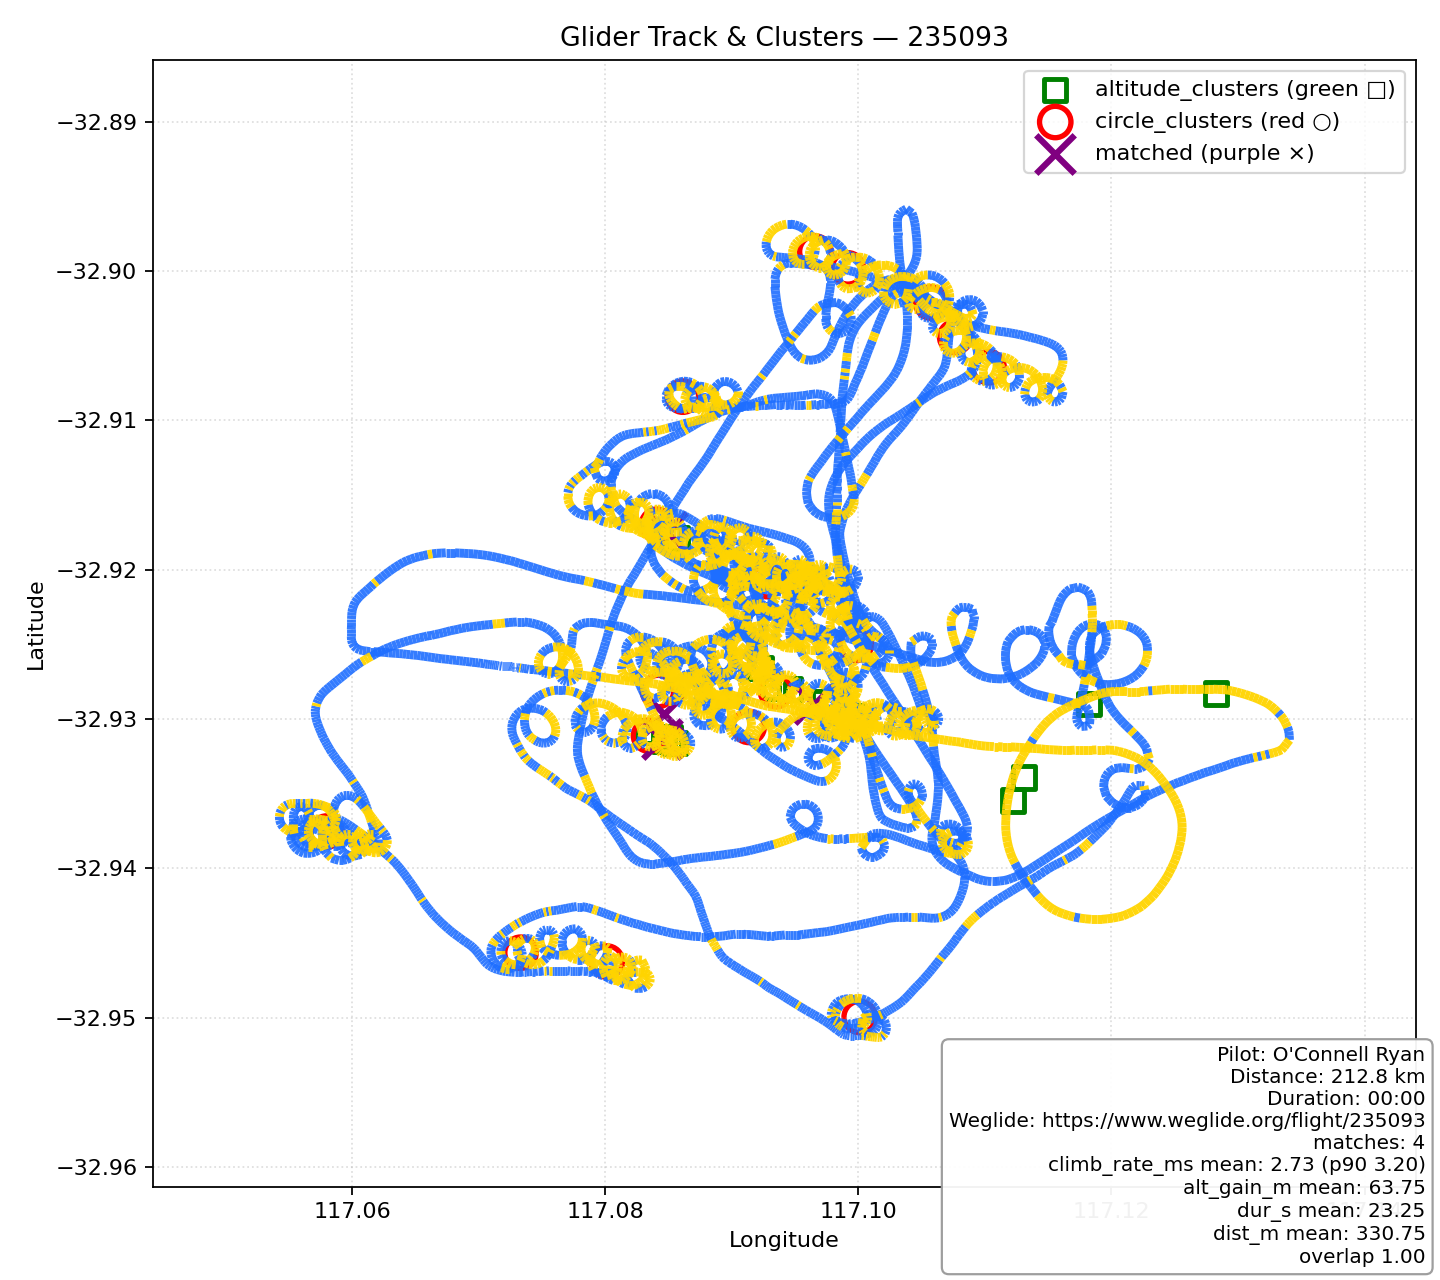 Glider Track & Clusters — 235093
altitude_clusters (green □)
circle_clusters (red ○)
matched (purple ×)
−32.89
−32.90
−32.91
−32.92
−32.93
−32.94
−32.95
−32.96
Latitude
117.06
117.08
117.10
117.12
Longitude
Pilot: O'Connell Ryan
Distance: 212.8 km
Duration: 00:00
Weglide: https://www.weglide.org/flight/235093
matches: 4
climb_rate_ms mean: 2.73 (p90 3.20)
alt_gain_m mean: 63.75
dur_s mean: 23.25
dist_m mean: 330.75
overlap 1.00